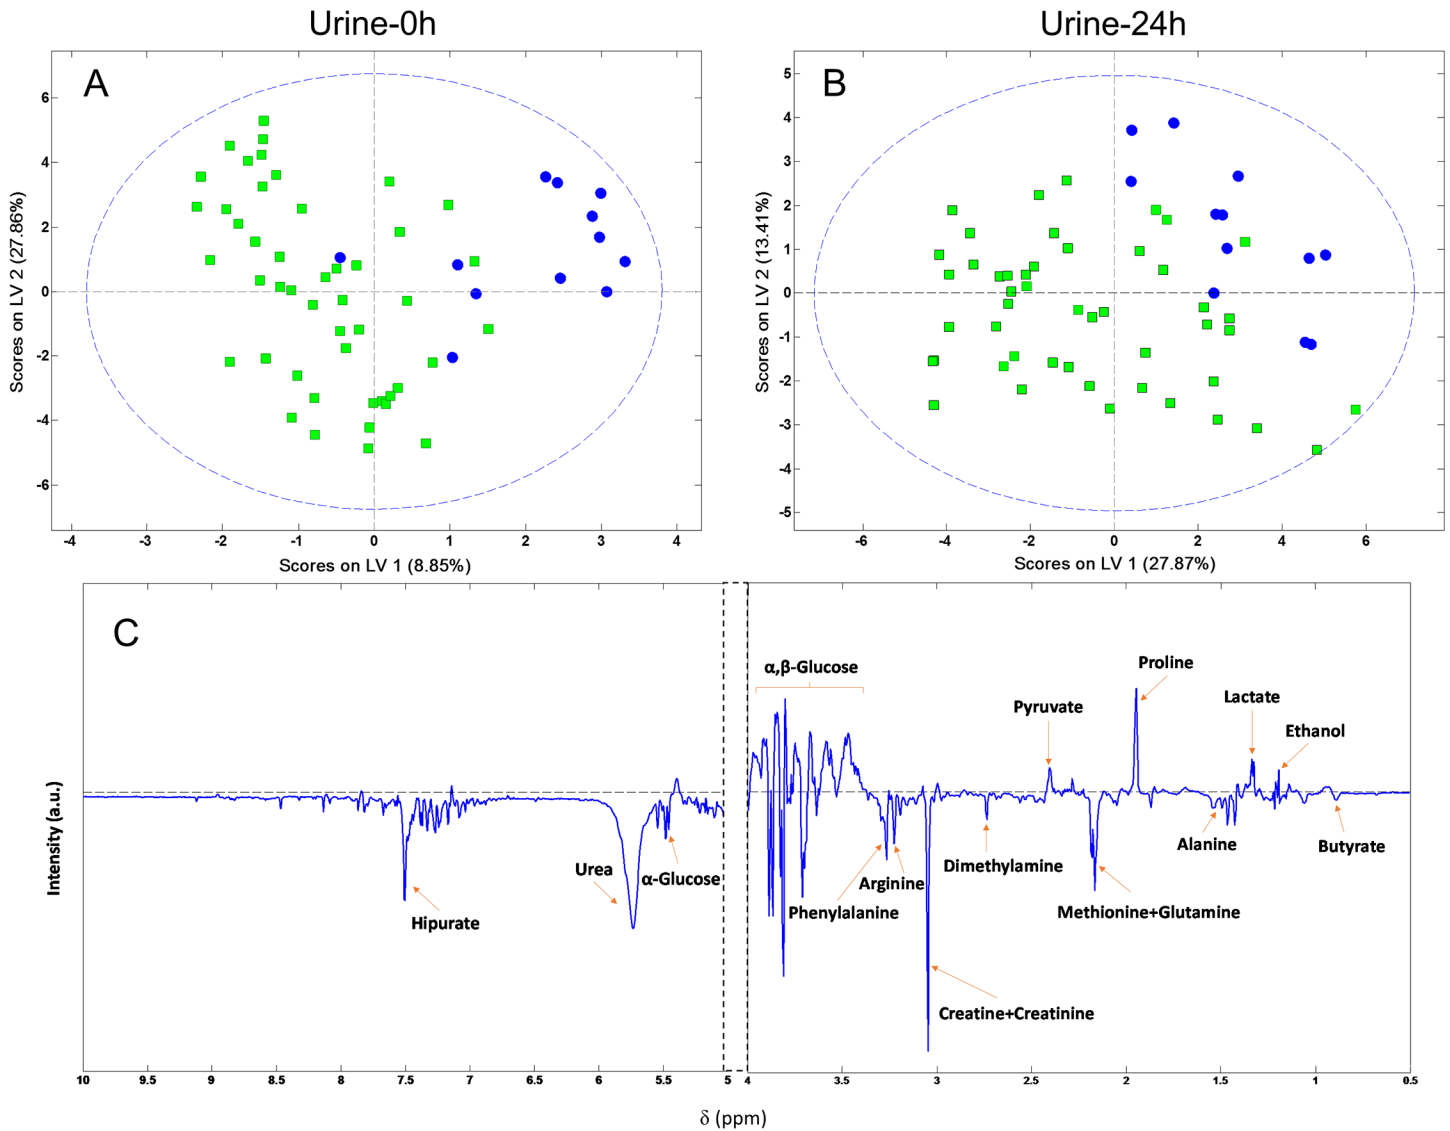 Urine-0h
Urine-24h
A
6
4
2
0
-2
-4
-6
Scores on LV 2 (27.86%)
-4 -3 -2 -1 0 1 2 3 4
Scores on LV 1 (8.85%)
B
5
4
3
2
1
0
-1
-2
-3
-4
-5
Scores on LV 2 (13.41%)
-6 -4 -2 0 2 4 6
Scores on LV 1 (27.87%)
C
Intensity (a.u.)
Hipurate
Urea
α-Glucose
α,β-Glucose
Phenylalanine
Arginine
Creatine+Creatinine
Dimethylamine
Pyruvate
Methionine+Glutamine
Proline
Alanine
Lactate
Ethanol
Butyrate
10 9.5 9 8.5 8 7.5 7 6.5 6 5.5 5 4 3.5 3 2.5 2 1.5 1 0.5
δ (ppm)